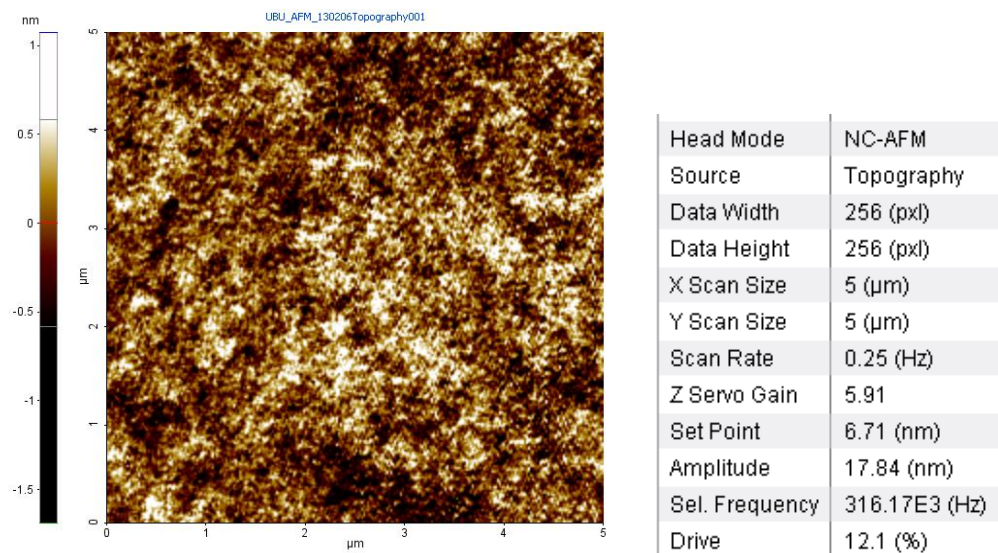 UBU_AFM_130206Topography001
nm
1
0.5
0
-0.5
-1
-1.5
5
4
3
2
1
0
µm
0
1
2
3
4
5
µm
Head Mode NC-AFM
Source Topography
Data Width 256 (pxl)
Data Height 256 (pxl)
X Scan Size 5 (µm)
Y Scan Size 5 (µm)
Scan Rate 0.25 (Hz)
Z Servo Gain 5.91
Set Point 6.71 (nm)
Amplitude 17.84 (nm)
Sel. Frequency 316.17E3 (Hz)
Drive 12.1 (%)